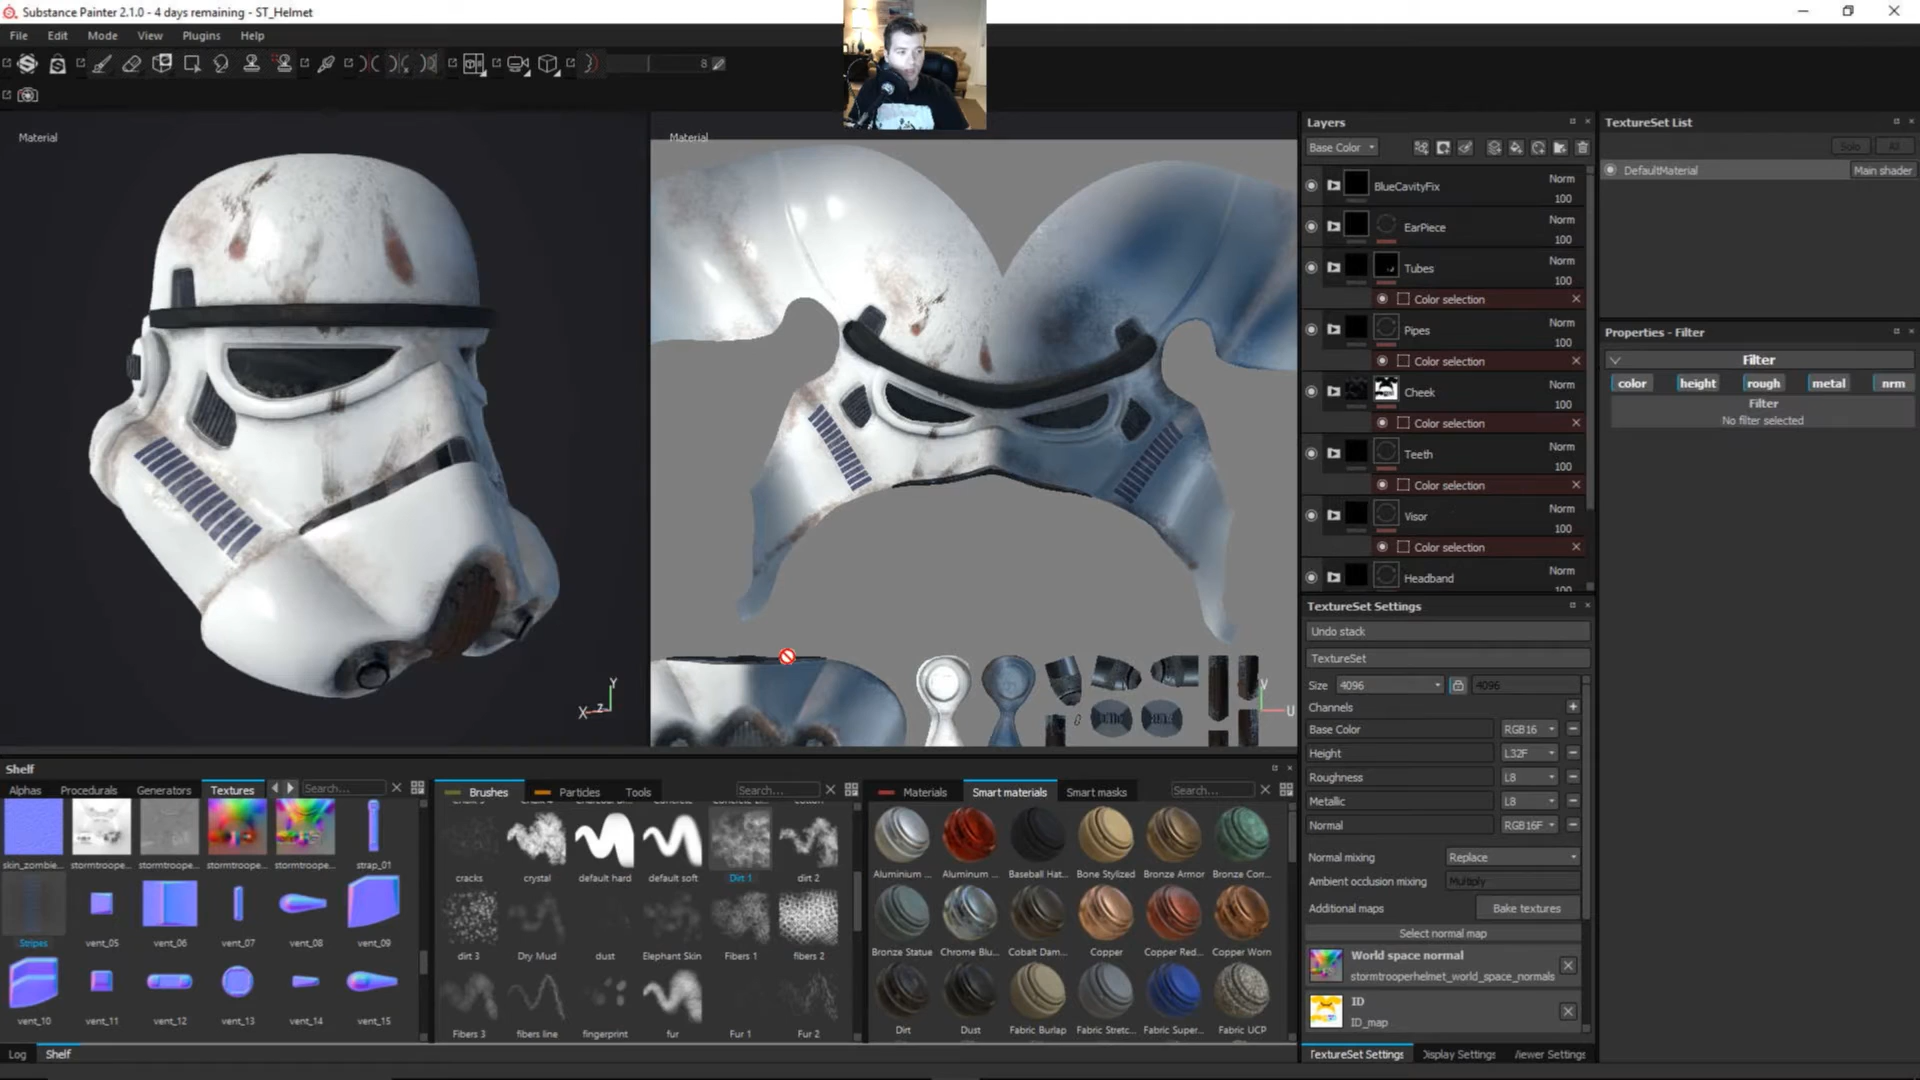 Substance Painter 2.1.0 - 4 days remaining - ST_Helmet
File Edit Mode View Plugins Help
8
Material
Material
X Z Y
V
U
Layers
Base Color
BlueCavityFix Norm 100
EarPiece Norm 100
Tubes Norm 100
Color selection
Pipes Norm 100
Color selection
Cheek Norm 100
Color selection
Teeth Norm 100
Color selection
Visor Norm 100
Color selection
Headband Norm 100
TextureSet List
Solo All
DefaultMaterial Main shader
Properties - Filter
Filter
color height rough metal nrm
Filter
No filter selected
TextureSet Settings
Undo stack
TextureSet
Size 4096 4096
Channels
Base Color RGB16
Height L32F
Roughness L8
Metallic L8
Normal RGB16F
Normal mixing Replace
Ambient occlusion mixing Multiply
Additional maps Bake textures
Select normal map
World space normal
stormtrooperhelmet_world_space_normals
ID
ID_map
TextureSet Settings Display Settings Viewer Settings
Shelf
Alphas Procedurals Generators Textures Search...
skin_zombie... stormtroope... stormtroope... stormtroope... stormtroope... strap_01
Stripes vent_05 vent_06 vent_07 vent_08 vent_09
vent_10 vent_11 vent_12 vent_13 vent_14 vent_15
Brushes Particles Tools Search...
cracks crystal default hard default soft Dirt 1 dirt 2
dirt 3 Dry Mud dust Elephant Skin Fibers 1 fibers 2
Fibers 3 fibers line fingerprint fur Fur 1 Fur 2
Materials Smart materials Smart masks Search...
Aluminium ... Aluminum ... Baseball Hat... Bone Stylized Bronze Armor Bronze Corr...
Bronze Statue Chrome Blu... Cobalt Dam... Copper Copper Red... Copper Worn
Dirt Dust Fabric Burlap Fabric Stretc... Fabric Super... Fabric UCP
Log Shelf